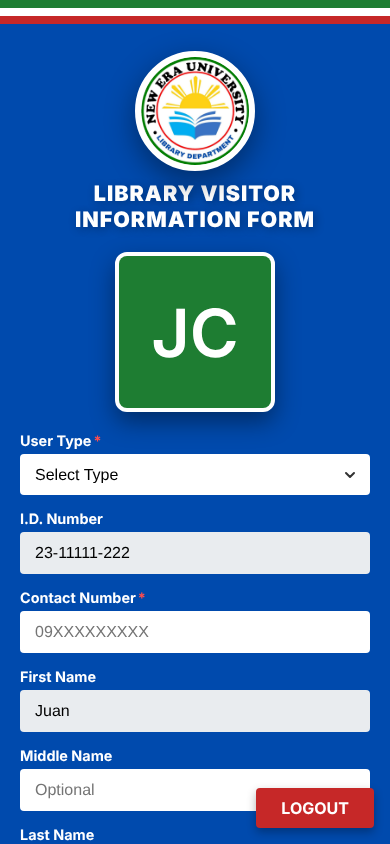 NEW ERA UNIVERSITY
LIBRARY DEPARTMENT
LIBRARY VISITOR
INFORMATION FORM
JC
User Type *
Select Type
I.D. Number
23-11111-222
Contact Number *
09XXXXXXXXX
First Name
Juan
Middle Name
Optional
LOGOUT
Last Name